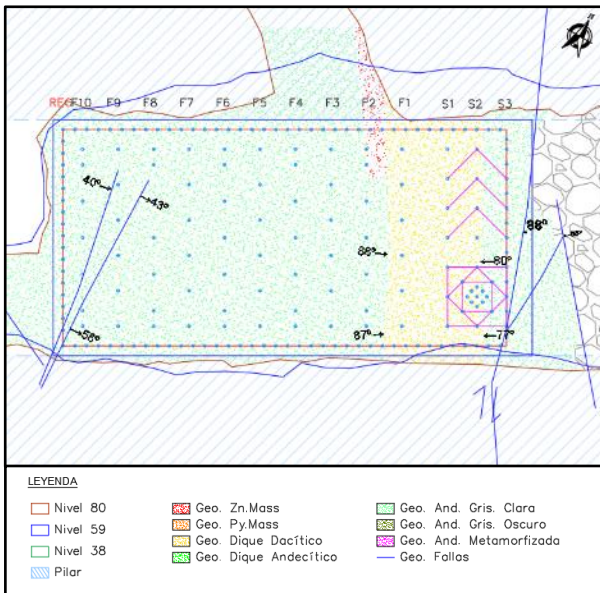 REG F10 F9 F8 F7 F6 F5 F4 F3 F2 F1 S1 S2 S3
40°
43°
88°
88°
80°
58°
87°
77°
LEYENDA
Nivel 80
Nivel 59
Nivel 38
Pilar
Geo. Zn.Mass
Geo. Py.Mass
Geo. Dique Dacítico
Geo. Dique Andecítico
Geo. And. Gris. Clara
Geo. And. Gris. Oscuro
Geo. And. Metamorfizada
Geo. Fallas